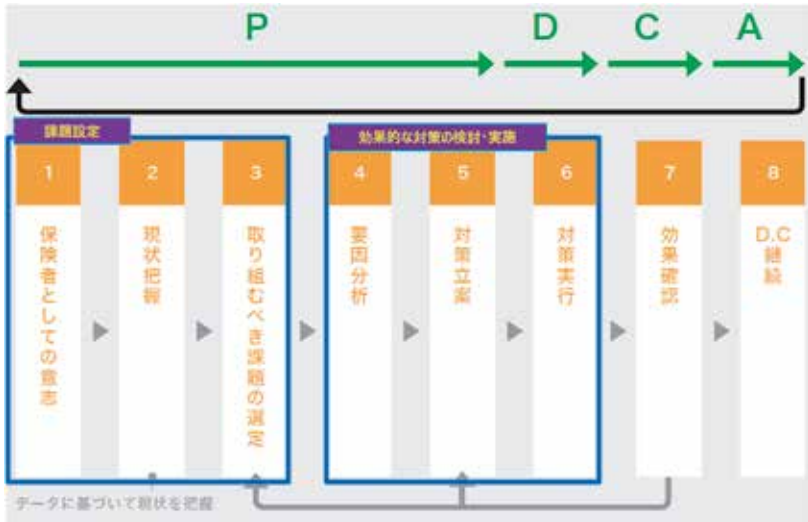 P
D
C
A
課題設定
効果的な対策の検討・実施
1
2
3
4
5
6
7
8
保険者としての意志
現状把握
取り組むべき課題の選定
要因分析
対策立案
対策実行
効果確認
D.C継続
データに基づいて現状を把握